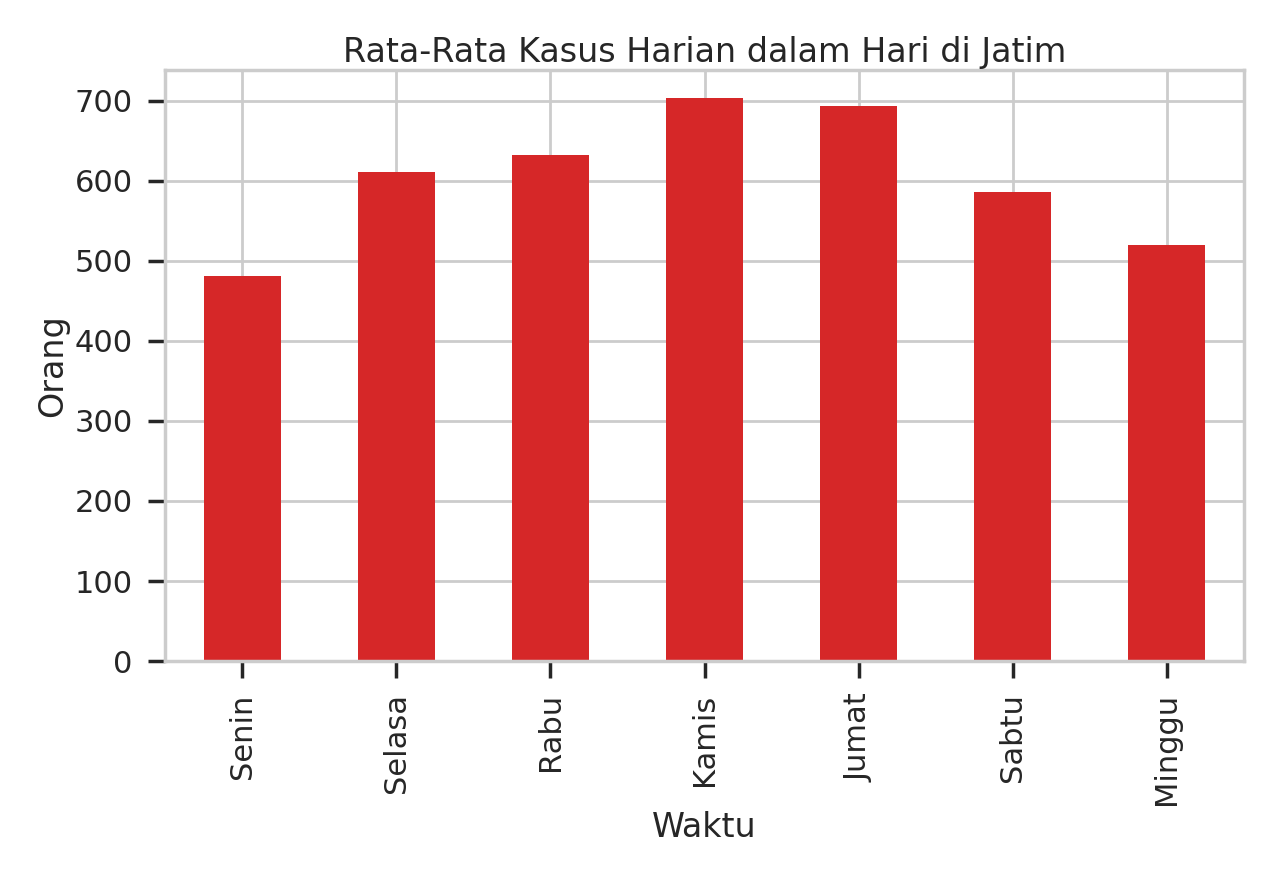 Rata-Rata Kasus Harian dalam Hari di Jatim
Orang
700
600
500
400
300
200
100
0
Senin
Selasa
Rabu
Kamis
Jumat
Sabtu
Minggu
Waktu